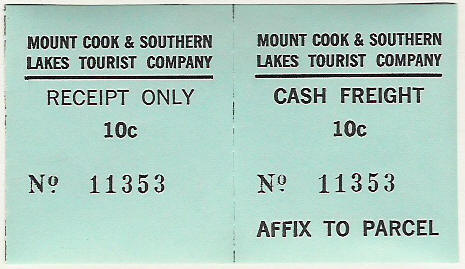 MOUNT COOK & SOUTHERN
LAKES TOURIST COMPANY
RECEIPT ONLY
10c
Nº 11353
MOUNT COOK & SOUTHERN
LAKES TOURIST COMPANY
CASH FREIGHT
10c
Nº 11353
AFFIX TO PARCEL